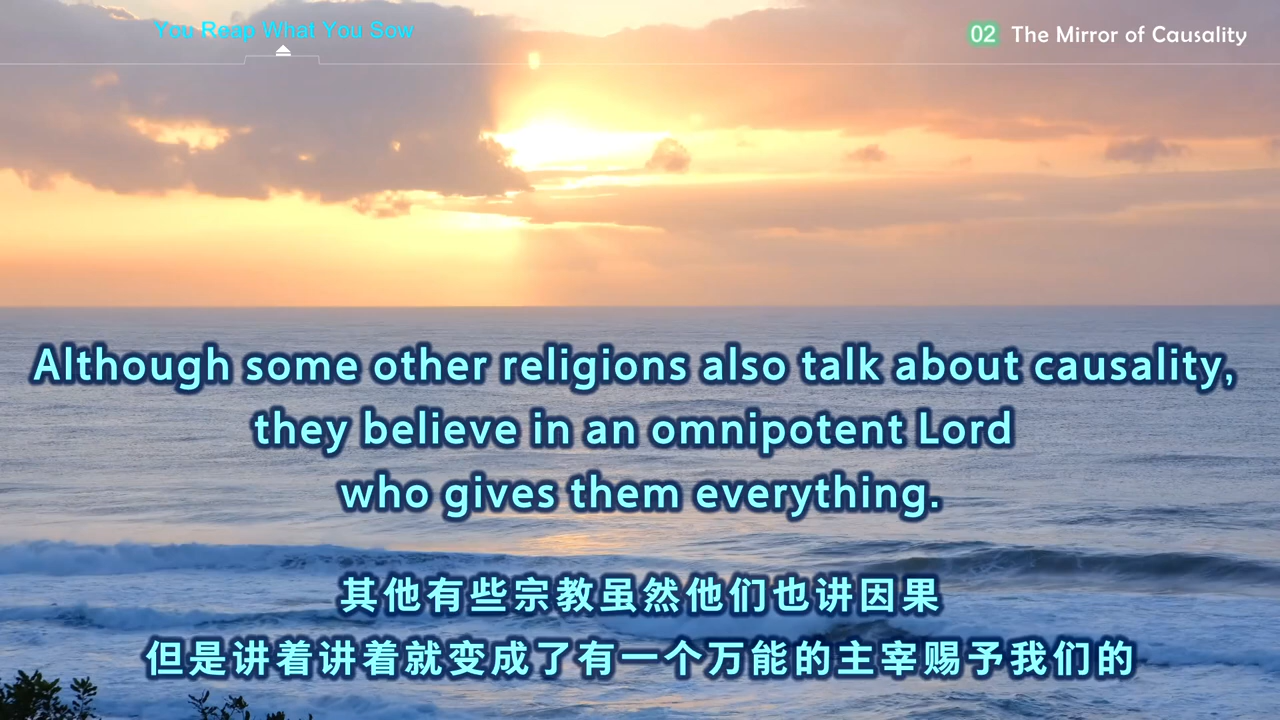 You Reap What You Sow
02 The Mirror of Causality
Although some other religions also talk about causality,
they believe in an omnipotent Lord
who gives them everything.
其他有些宗教虽然他们也讲因果
但是讲着讲着就变成了有一个万能的主宰赐予我们的